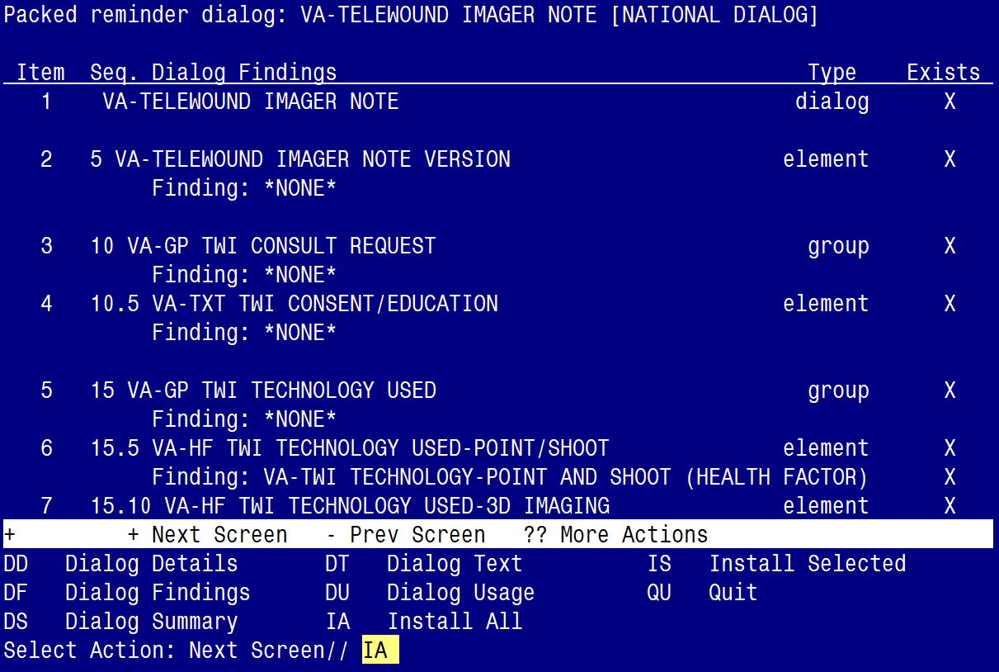 Packed reminder dialog: VA-TELEWOUND IMAGER NOTE [NATIONAL DIALOG]
Item Seq. Dialog Findings Type Exists
1 VA-TELEWOUND IMAGER NOTE dialog X
2 5 VA-TELEWOUND IMAGER NOTE VERSION element X
Finding: *NONE*
3 10 VA-GP TWI CONSULT REQUEST group X
Finding: *NONE*
4 10.5 VA-TXT TWI CONSENT/EDUCATION element X
Finding: *NONE*
5 15 VA-GP TWI TECHNOLOGY USED group X
Finding: *NONE*
6 15.5 VA-HF TWI TECHNOLOGY USED-POINT/SHOOT element X
Finding: VA-TWI TECHNOLOGY-POINT AND SHOOT (HEALTH FACTOR) X
7 15.10 VA-HF TWI TECHNOLOGY USED-3D IMAGING element X
+ + Next Screen - Prev Screen ?? More Actions
DD Dialog Details DT Dialog Text IS Install Selected
DF Dialog Findings DU Dialog Usage QU Quit
DS Dialog Summary IA Install All
Select Action: Next Screen// IA